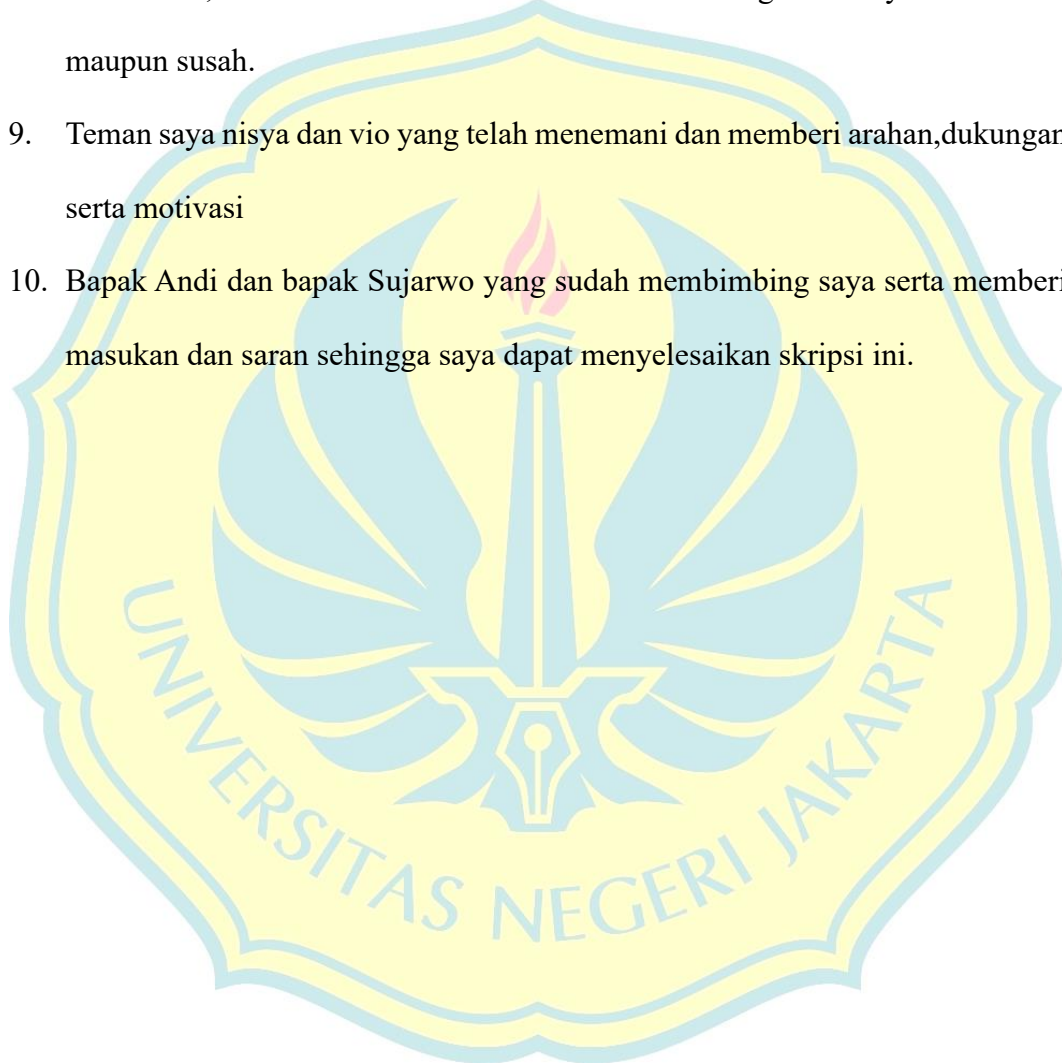 maupun susah.
9. Teman saya nisya dan vio yang telah menemani dan memberi arahan,dukungan
serta motivasi
10. Bapak Andi dan bapak Sujarwo yang sudah membimbing saya serta memberi
masukan dan saran sehingga saya dapat menyelesaikan skripsi ini.
UNIVERSITAS NEGERI JAKARTA